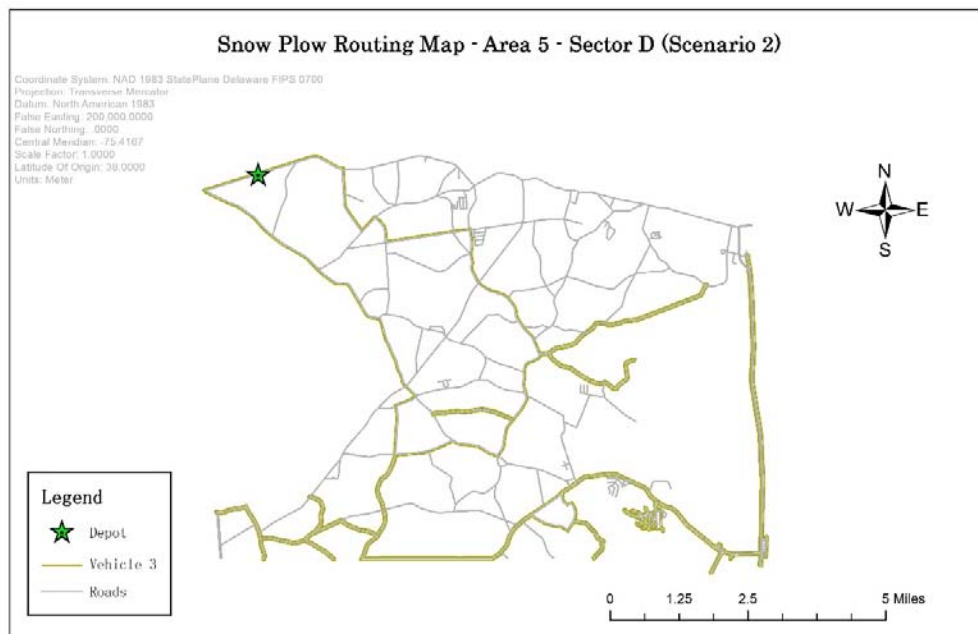 Snow Plow Routing Map - Area 5 - Sector D (Scenario 2)
Coordinate System: NAD 1983 StatePlane Delaware FIPS 0700
Projection: Transverse Mercator
Datum: North American 1983
False Easting: 200,000.0000
False Northing: .0000
Central Meridian: -75.4167
Scale Factor: 1.0000
Latitude Of Origin: 38.0000
Units: Meter
N
W E
S
Legend
Depot
Vehicle 3
Roads
0 1.25 2.5 5 Miles